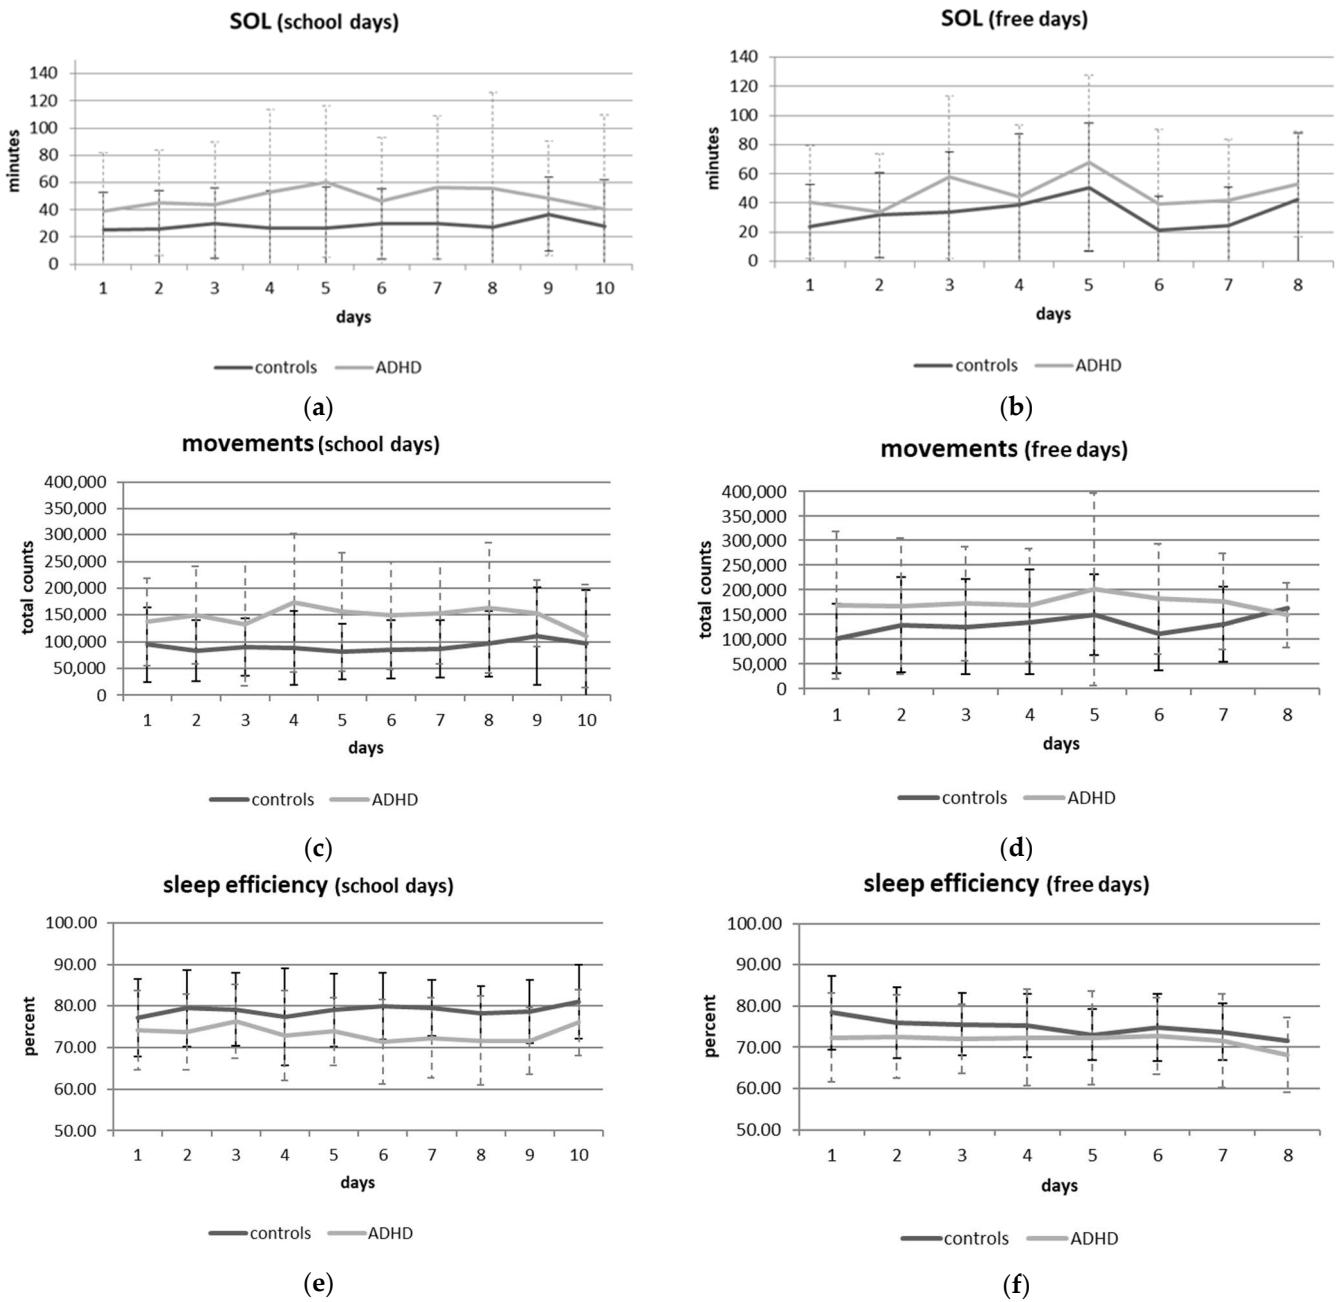 SOL (school days)
140
120
100
80
60
40
20
0
minutes
1 2 3 4 5 6 7 8 9 10
days
controls ADHD
(a)
SOL (free days)
140
120
100
80
60
40
20
0
minutes
1 2 3 4 5 6 7 8
days
controls ADHD
(b)
movements (school days)
400,000
350,000
300,000
250,000
200,000
150,000
100,000
50,000
0
total counts
1 2 3 4 5 6 7 8 9 10
days
controls ADHD
(c)
movements (free days)
400,000
350,000
300,000
250,000
200,000
150,000
100,000
50,000
0
total counts
1 2 3 4 5 6 7 8
days
controls ADHD
(d)
sleep efficiency (school days)
100.00
90.00
80.00
70.00
60.00
50.00
percent
1 2 3 4 5 6 7 8 9 10
days
controls ADHD
(e)
sleep efficiency (free days)
100.00
90.00
80.00
70.00
60.00
50.00
percent
1 2 3 4 5 6 7 8
days
controls ADHD
(f)